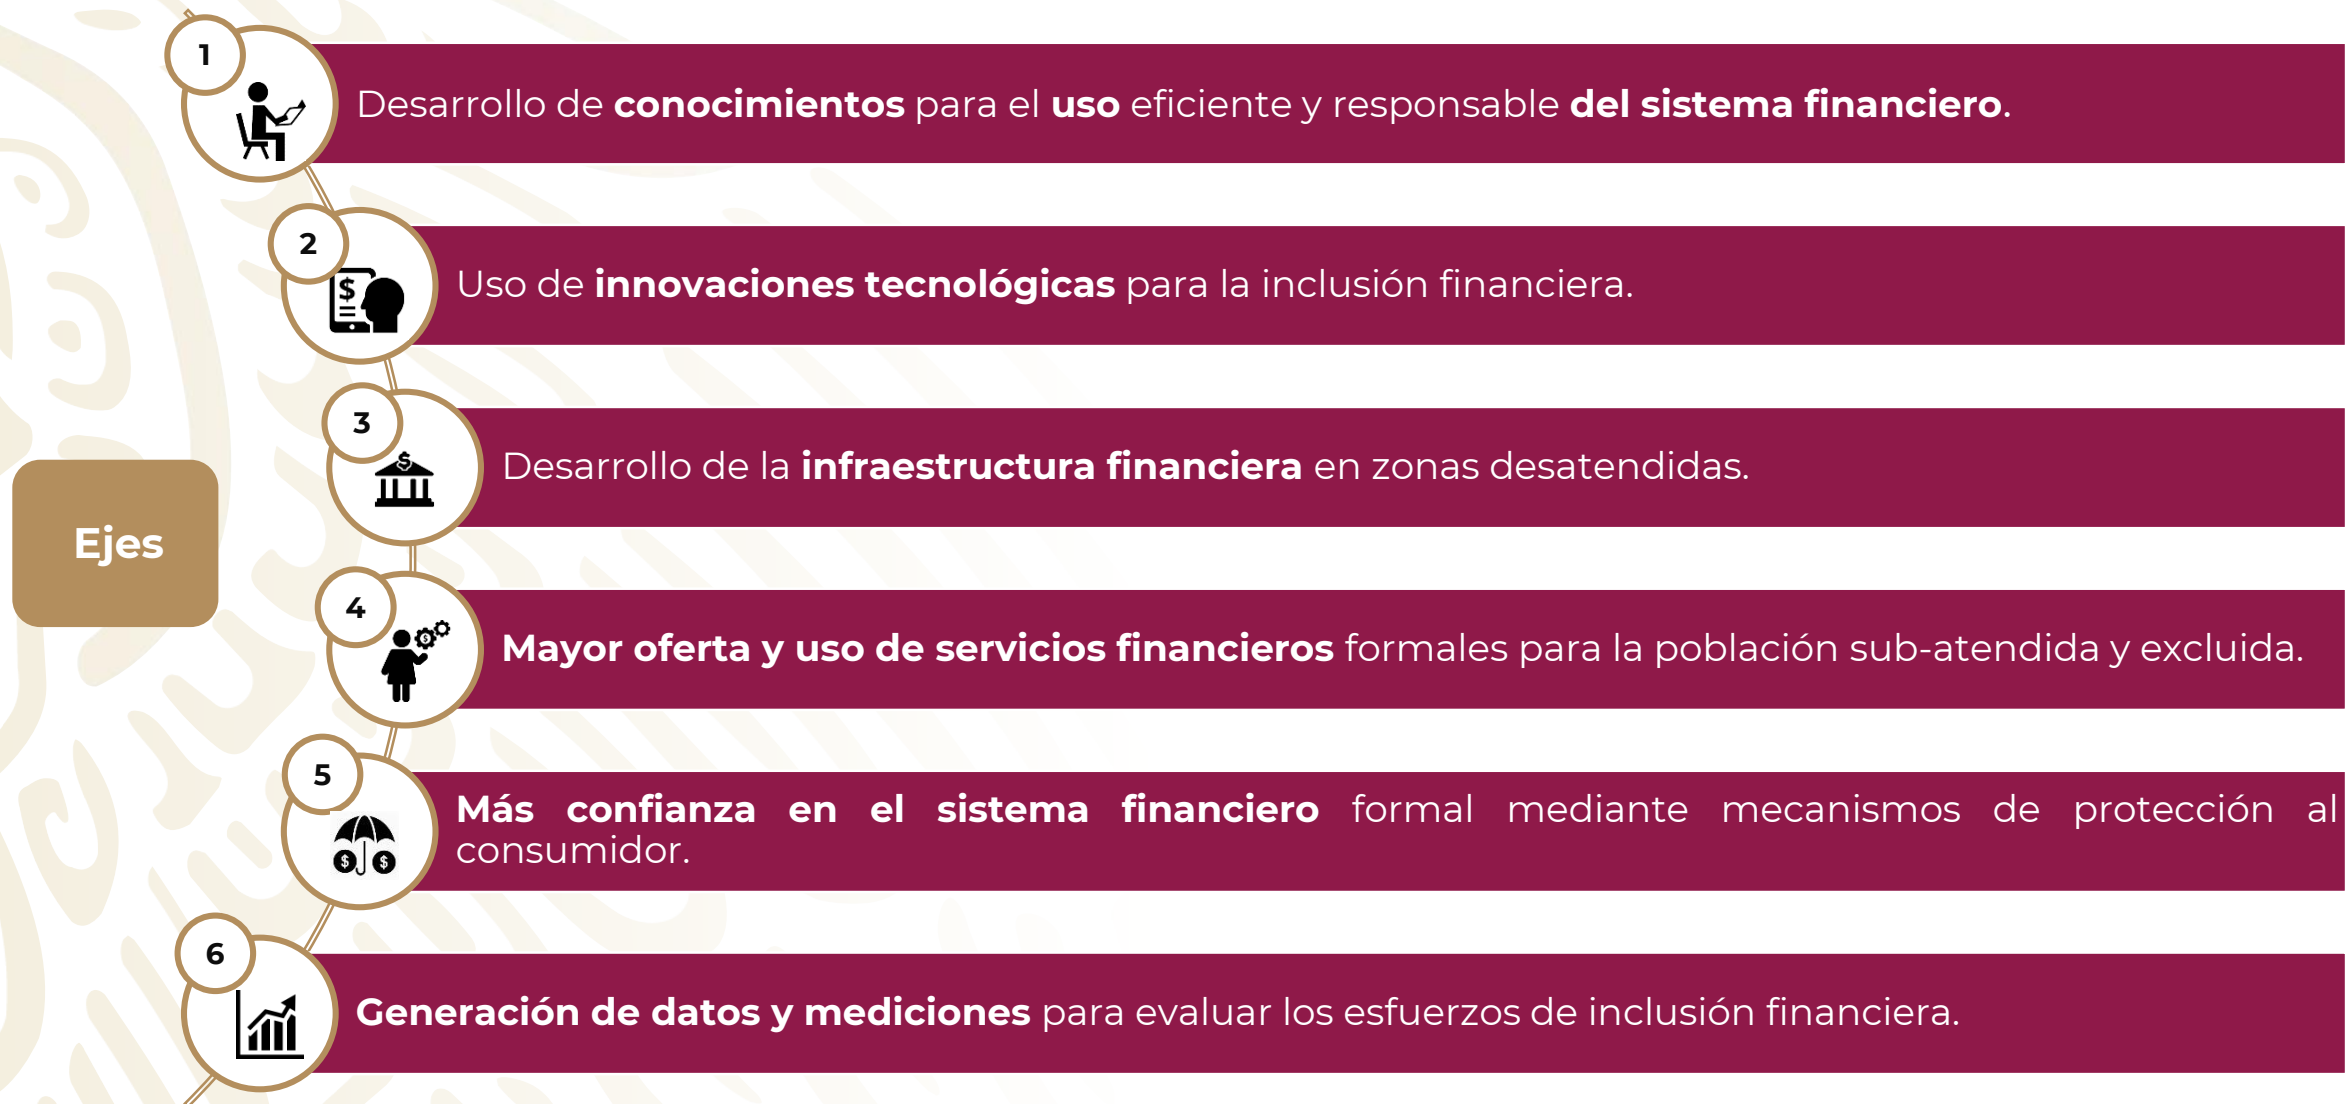 1
Desarrollo de conocimientos para el uso eficiente y responsable del sistema financiero.
2
$
Uso de innovaciones tecnológicas para la inclusión financiera.
3
$
Desarrollo de la infraestructura financiera en zonas desatendidas.
Ejes
4
$
Mayor oferta y uso de servicios financieros formales para la población sub-atendida y excluida.
5
Más confianza en el sistema financiero formal mediante mecanismos de protección al
consumidor.
$ $
6
Generación de datos y mediciones para evaluar los esfuerzos de inclusión financiera.